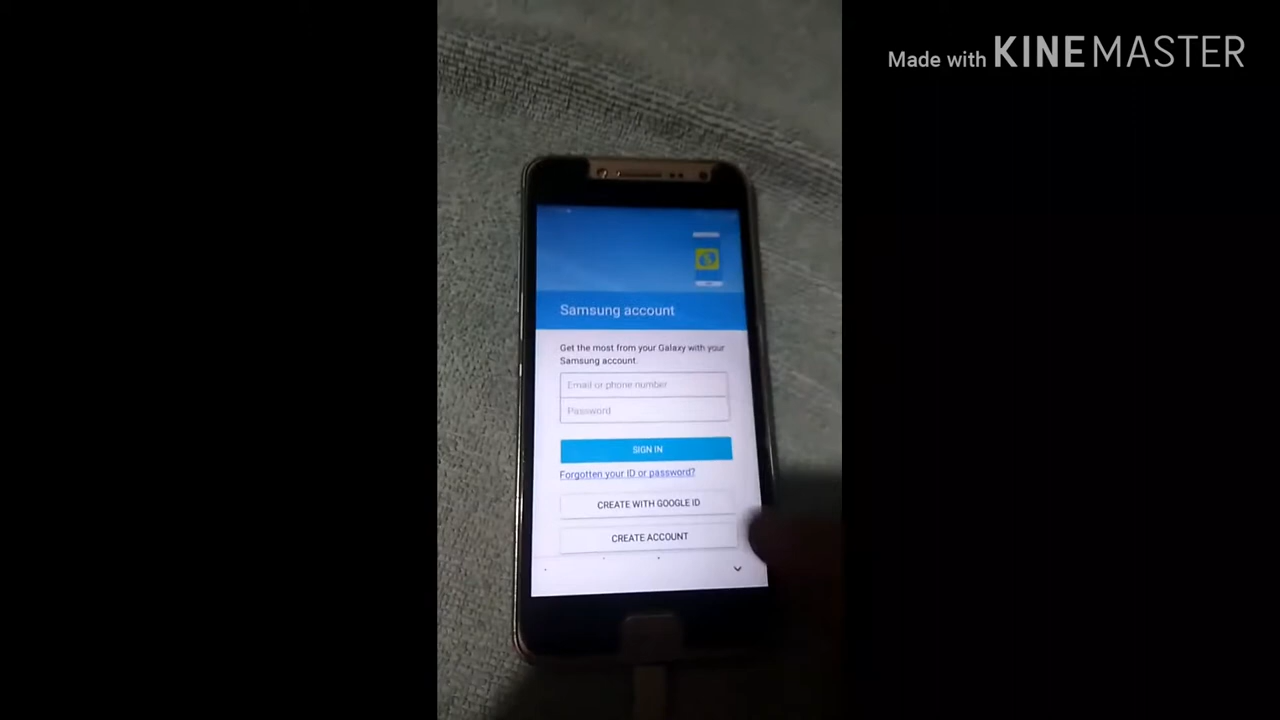 Made with KINEMASTER
Samsung account
Get the most from your Galaxy with your
Samsung account.
Email or phone number
Password
SIGN IN
Forgotten your ID or password?
CREATE WITH GOOGLE ID
CREATE ACCOUNT